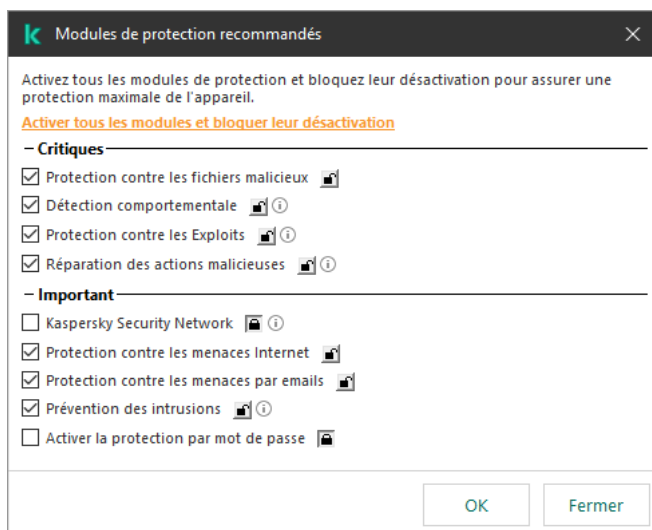 Modules de protection recommandés
Activez tous les modules de protection et bloquez leur désactivation pour assurer une
protection maximale de l'appareil.
Activer tous les modules et bloquer leur désactivation
Critiques
Protection contre les fichiers malicieux
Détection comportementale
Protection contre les Exploits
Réparation des actions malicieuses
Important
Kaspersky Security Network
Protection contre les menaces Internet
Protection contre les menaces par emails
Prévention des intrusions
Activer la protection par mot de passe
OK Fermer